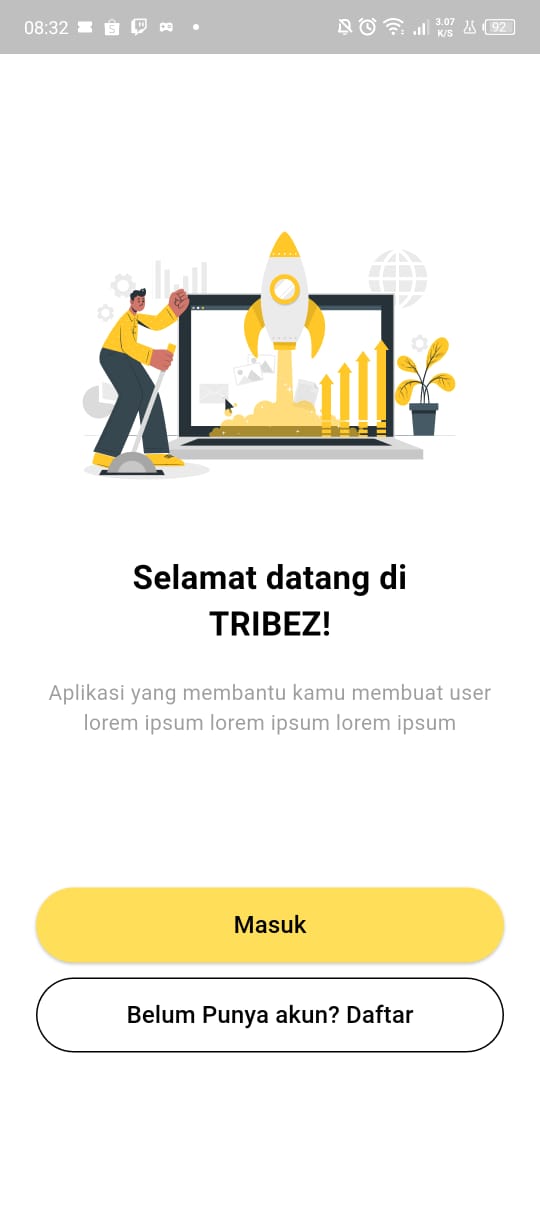 08:32
3.07
K/S
92
Selamat datang di
TRIBEZ!
Aplikasi yang membantu kamu membuat user
lorem ipsum lorem ipsum lorem ipsum
Masuk
Belum Punya akun? Daftar